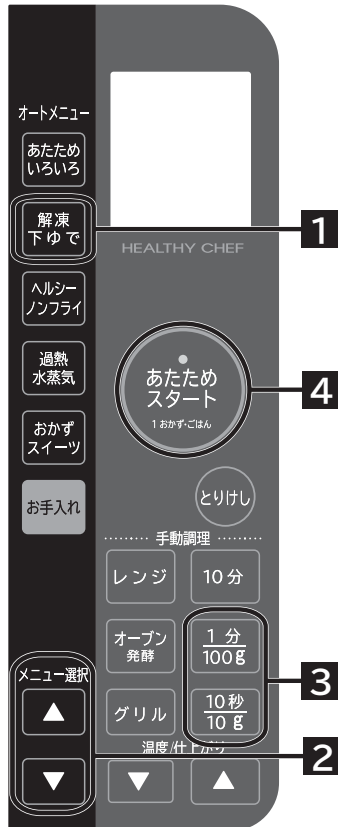 オートメニュー
あたため
いろいろ
解凍
下ゆで
1
HEALTHY CHEF
ヘルシー
ノンフライ
過熱
水蒸気
あたため
スタート
1 おかず・ごはん
4
おかず
スイーツ
お手入れ
とりけし
手動調理
レンジ
10分
オーブン
発酵
1分
100g
グリル
10秒
10g
3
メニュー選択
▲
▼
2
温度/仕上がり
▼
▲